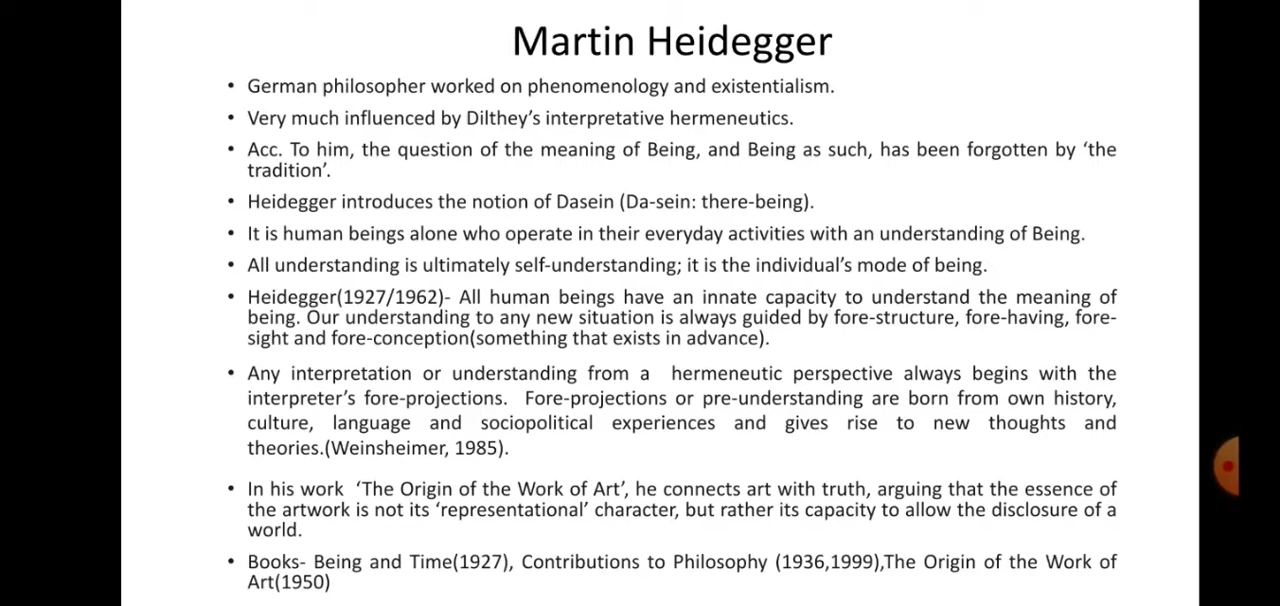 Martin Heidegger
• German philosopher worked on phenomenology and existentialism.
• Very much influenced by Dilthey's interpretative hermeneutics.
• Acc. To him, the question of the meaning of Being, and Being as such, has been forgotten by 'the
tradition'.
• Heidegger introduces the notion of Dasein (Da-sein: there-being).
• It is human beings alone who operate in their everyday activities with an understanding of Being.
• All understanding is ultimately self-understanding; it is the individual's mode of being.
• Heidegger(1927/1962)- All human beings have an innate capacity to understand the meaning of
being. Our understanding to any new situation is always guided by fore-structure, fore-having, fore-
sight and fore-conception(something that exists in advance).
• Any interpretation or understanding from a hermeneutic perspective always begins with the
interpreter's fore-projections. Fore-projections or pre-understanding are born from own history,
culture, language and sociopolitical experiences and gives rise to new thoughts and
theories.(Weinsheimer, 1985).
• In his work 'The Origin of the Work of Art', he connects art with truth, arguing that the essence of
the artwork is not its 'representational' character, but rather its capacity to allow the disclosure of a
world.
• Books- Being and Time(1927), Contributions to Philosophy (1936,1999),The Origin of the Work of
Art(1950)